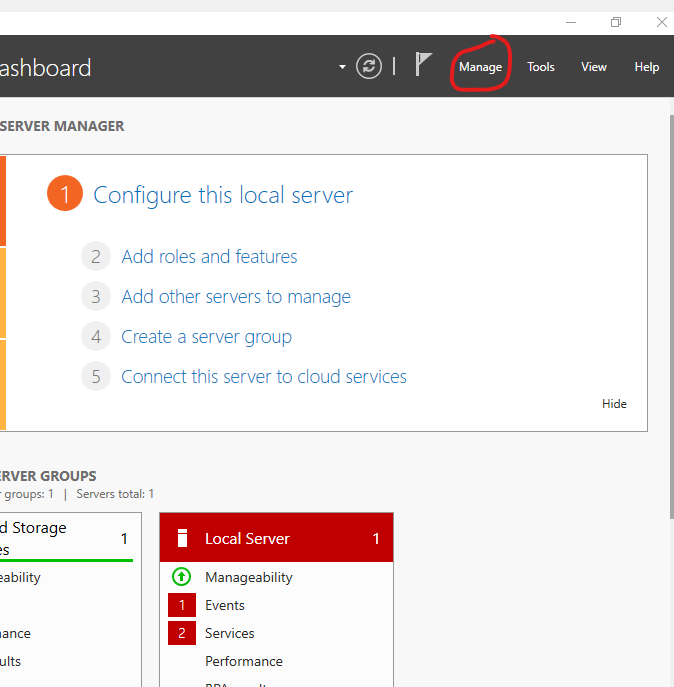 ashboard
Manage Tools View Help
SERVER MANAGER
1 Configure this local server
2 Add roles and features
3 Add other servers to manage
4 Create a server group
5 Connect this server to cloud services
Hide
ERVER GROUPS
groups: 1 | Servers total: 1
d Storage
es
1
eability
ance
ults
Local Server 1
Manageability
1 Events
2 Services
Performance